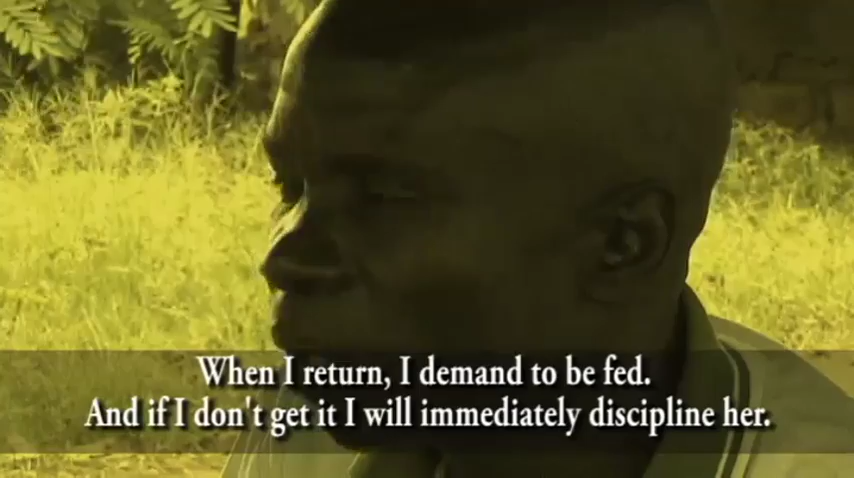 When I return, I demand to be fed.
And if I don't get it I will immediately discipline her.